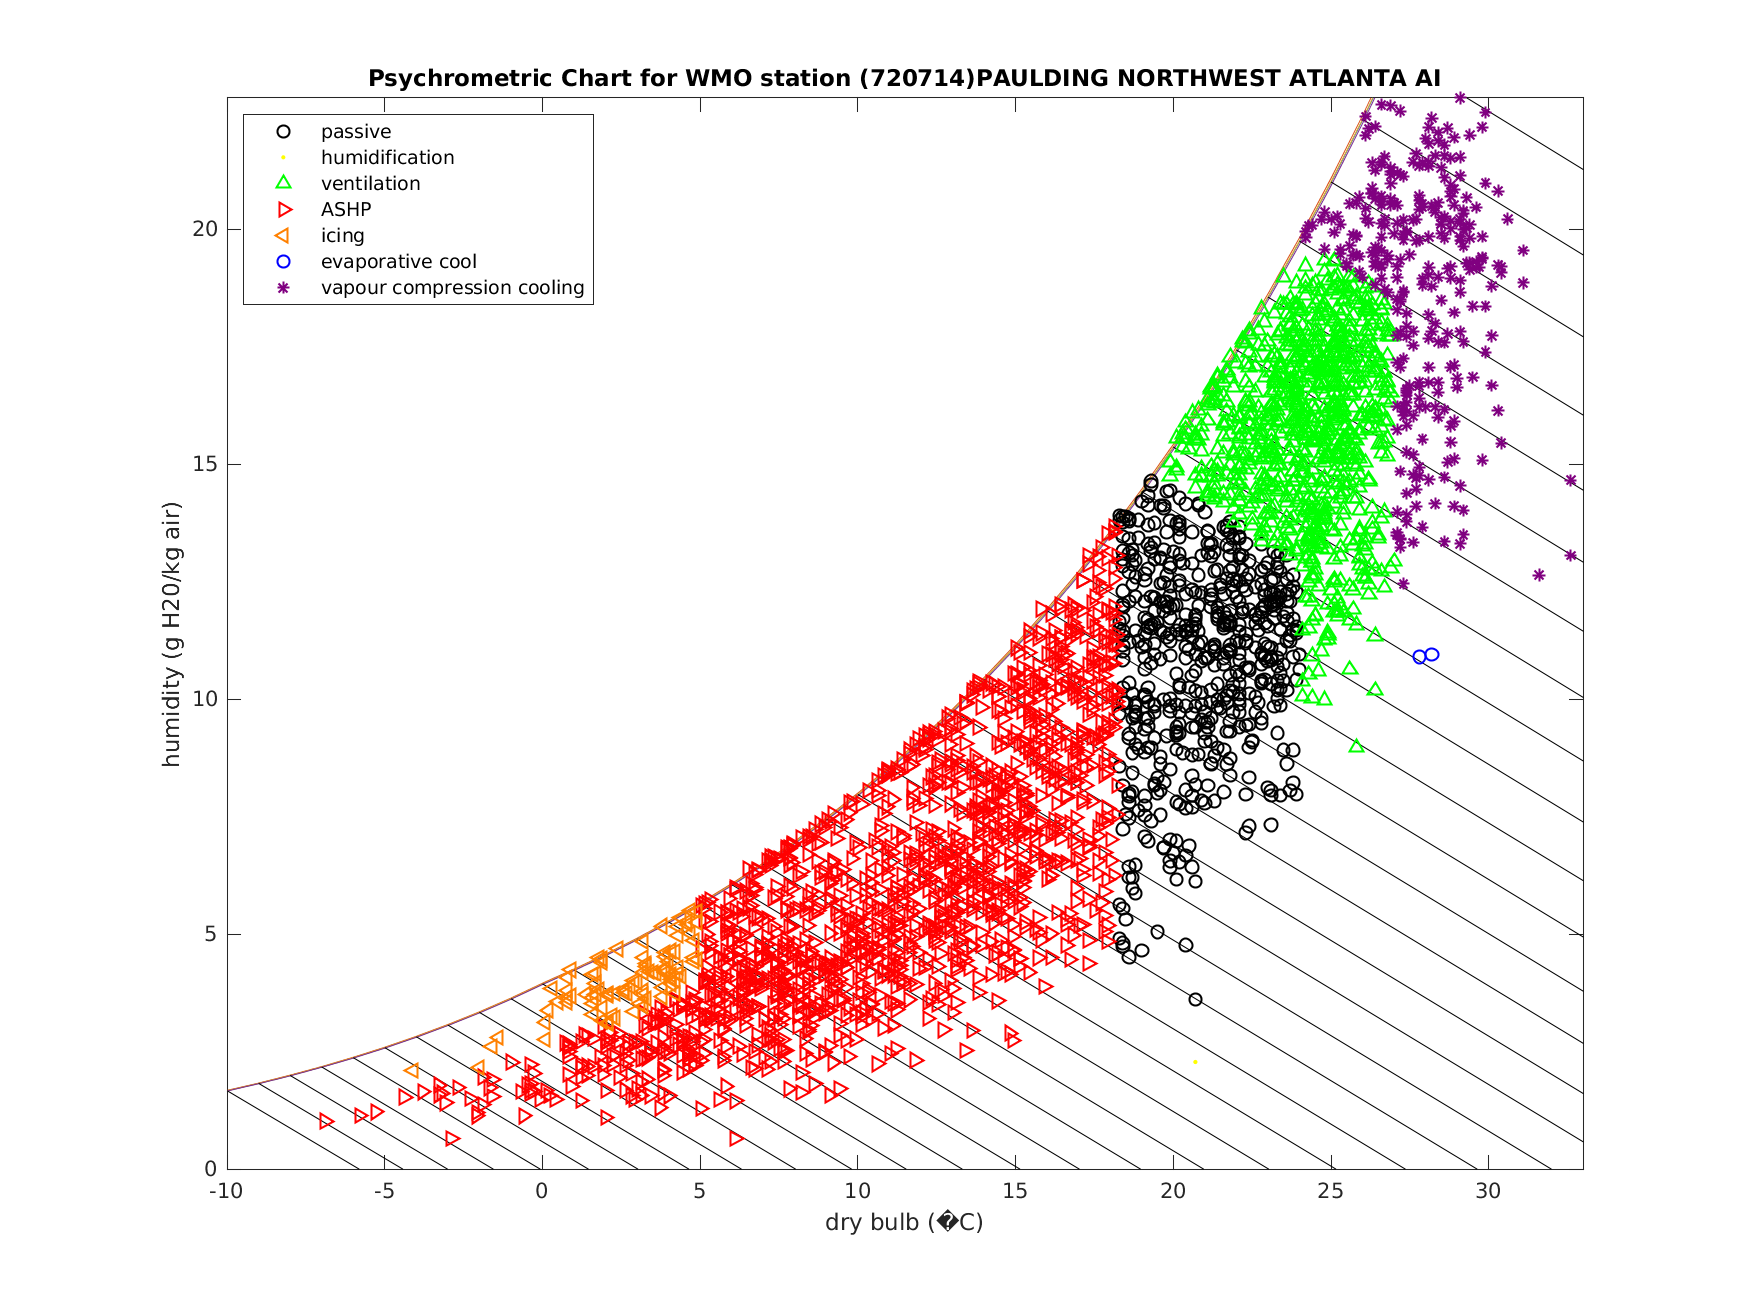 Psychrometric Chart for WMO station (720714)PAULDING NORTHWEST ATLANTA AI
passive
humidification
ventilation
ASHP
icing
evaporative cool
vapour compression cooling
humidity (g H20/kg air)
20
15
10
5
0
-10 -5 0 5 10 15 20 25 30
dry bulb (�C)